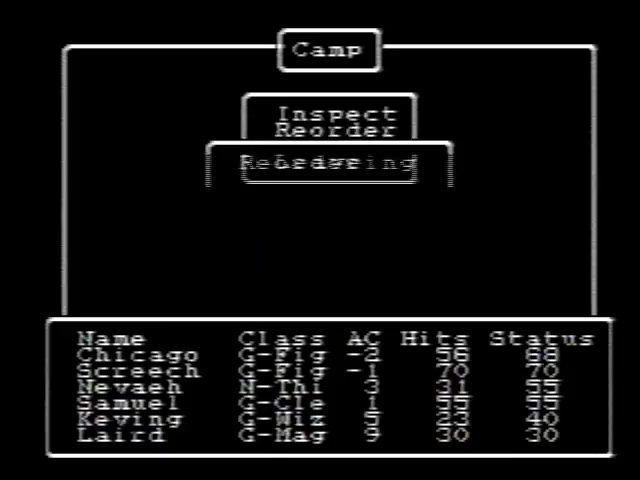 Camp
Inspect
Reorder
Reordering
Name Class AC Hits Status
Chicago G-Fig -2 56 68
Screech G-Fig -1 70 70
Nevaeh N-Thi 3 31 55
Samuel G-Cle 1 55 55
Keving G-Wiz 5 23 40
Laird G-Mag 9 30 30